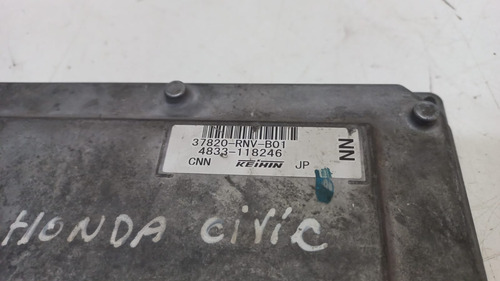 37820-RNV-B01
4833-118246
CNN KEIHIN JP
NN
HONDA CIVIC